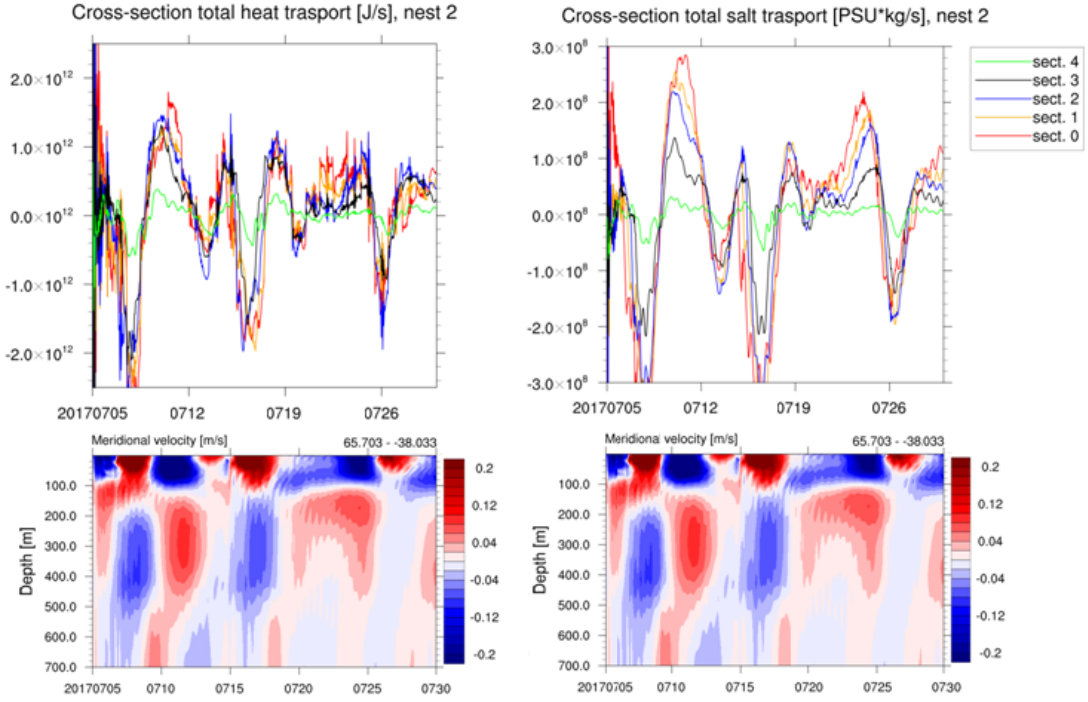 Cross-section total heat trasport [J/s], nest 2
2.0×10¹²
1.0×10¹²
0.0×10¹²
-1.0×10¹²
-2.0×10¹²
20170705 0712 0719 0726
Cross-section total salt trasport [PSU*kg/s], nest 2
3.0×10⁸
2.0×10⁸
1.0×10⁸
0.0×10⁸
-1.0×10⁸
-2.0×10⁸
-3.0×10⁸
20170705 0712 0719 0726
sect. 4
sect. 3
sect. 2
sect. 1
sect. 0
Meridional velocity [m/s] 65.703 - -38.033
Depth [m]
100.0
200.0
300.0
400.0
500.0
600.0
700.0
20170705 0710 0715 0720 0725 0730
0.2
0.12
0.04
-0.04
-0.12
-0.2
Meridional velocity [m/s] 65.703 - -38.033
Depth [m]
100.0
200.0
300.0
400.0
500.0
600.0
700.0
20170705 0710 0715 0720 0725 0730
0.2
0.12
0.04
-0.04
-0.12
-0.2